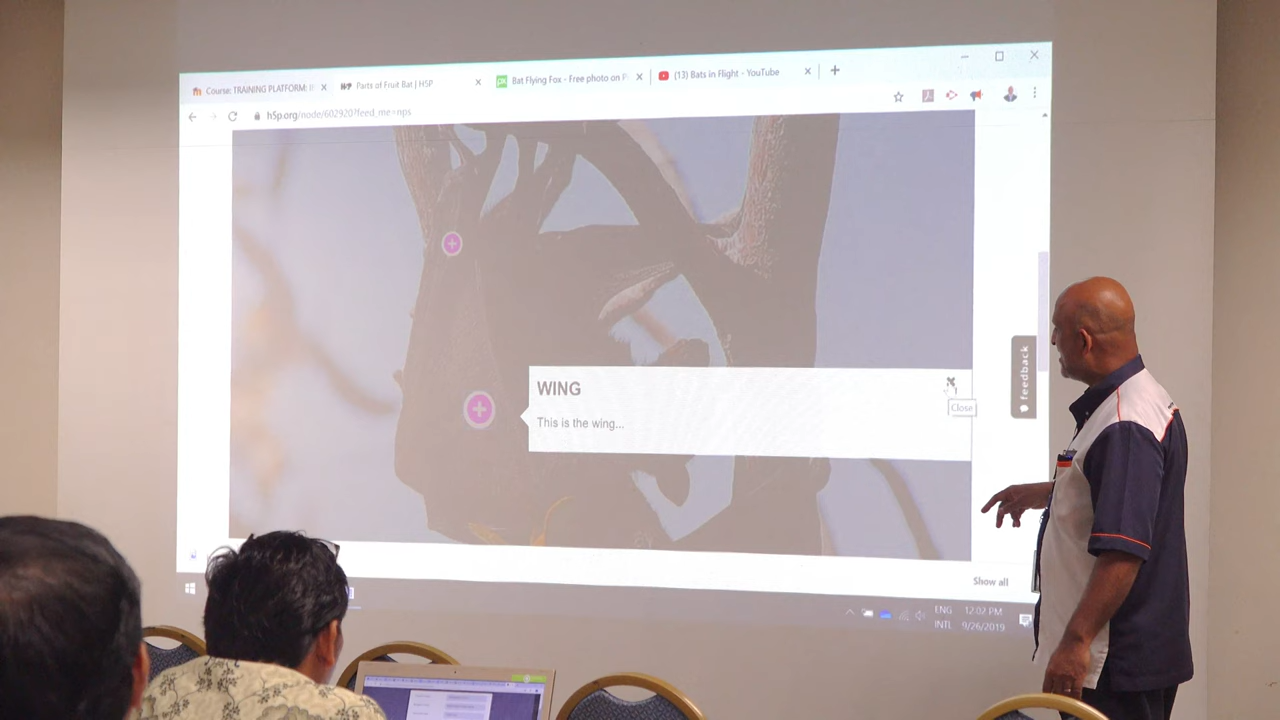 Course: TRAINING PLATFORM: I
H5P Parts of Fruit Bat | H5P
px Bat Flying Fox - Free photo on P
(13) Bats in Flight - YouTube
h5p.org/node/602920?feed_me=nps
WING
This is the wing...
Close
feedback
Show all
ENG 12:02 PM
INTL 9/26/2019